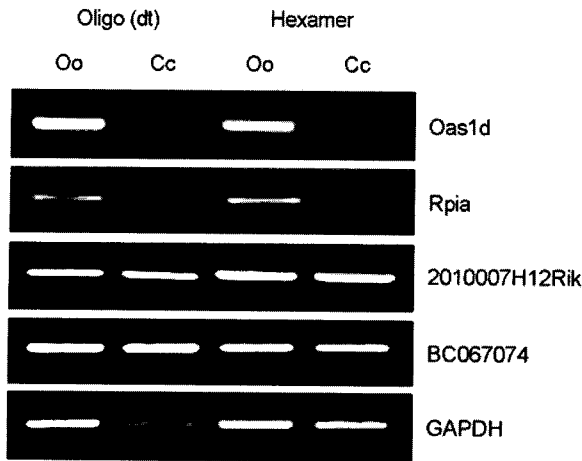 Oligo (dt) Hexamer
Oo Cc Oo Cc
Oas1d
Rpia
2010007H12Rik
BC067074
GAPDH